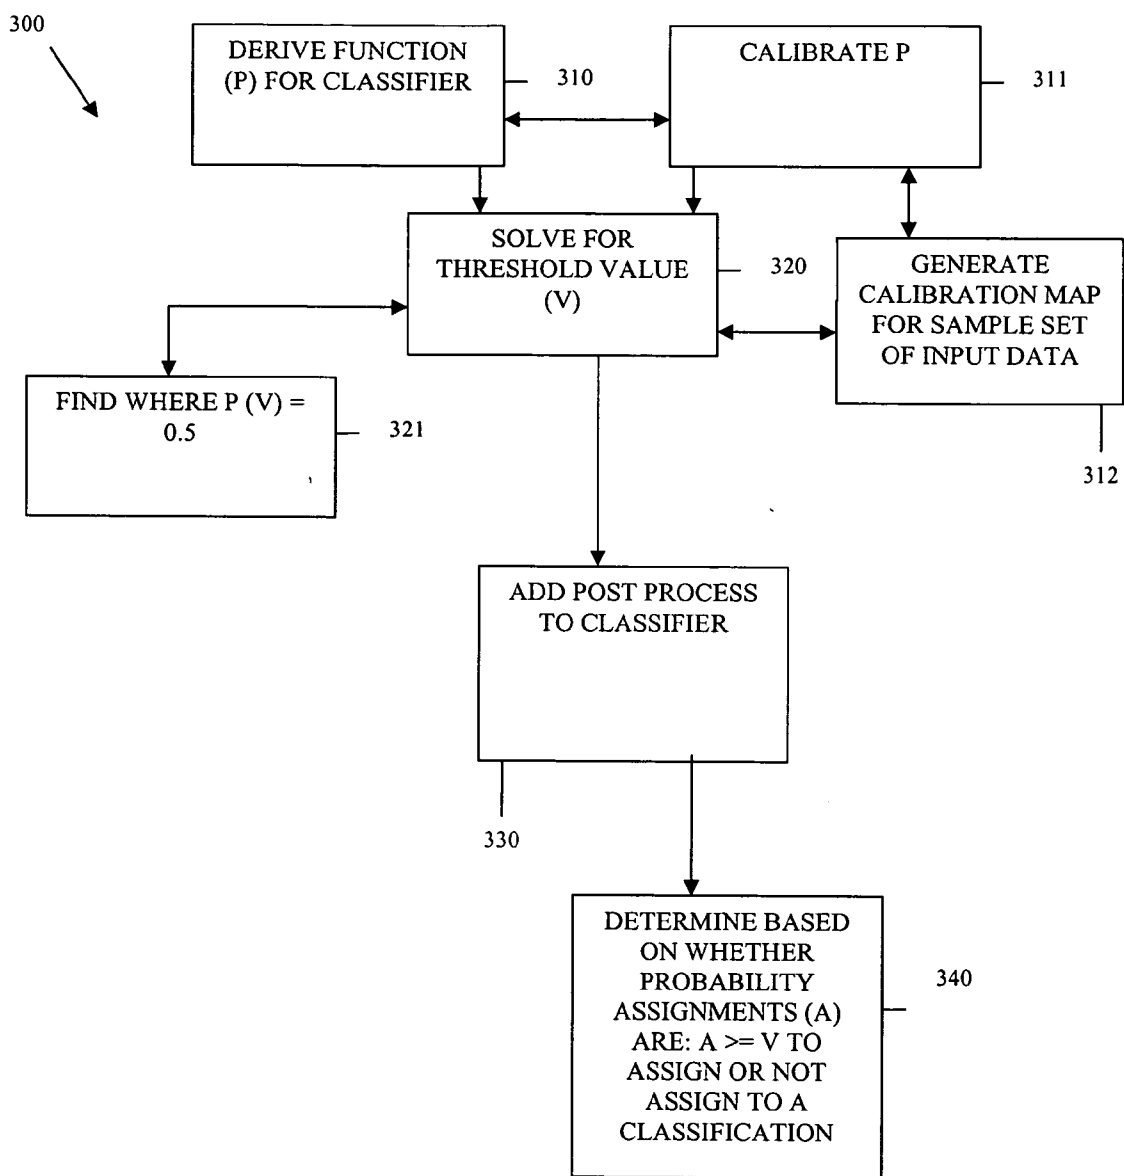 300
DERIVE FUNCTION
(P) FOR CLASSIFIER
310
CALIBRATE P
311
SOLVE FOR
THRESHOLD VALUE
(V)
320
GENERATE
CALIBRATION MAP
FOR SAMPLE SET
OF INPUT DATA
312
FIND WHERE P (V) =
0.5
321
ADD POST PROCESS
TO CLASSIFIER
330
DETERMINE BASED
ON WHETHER
PROBABILITY
ASSIGNMENTS (A)
ARE: A >= V TO
ASSIGN OR NOT
ASSIGN TO A
CLASSIFICATION
340